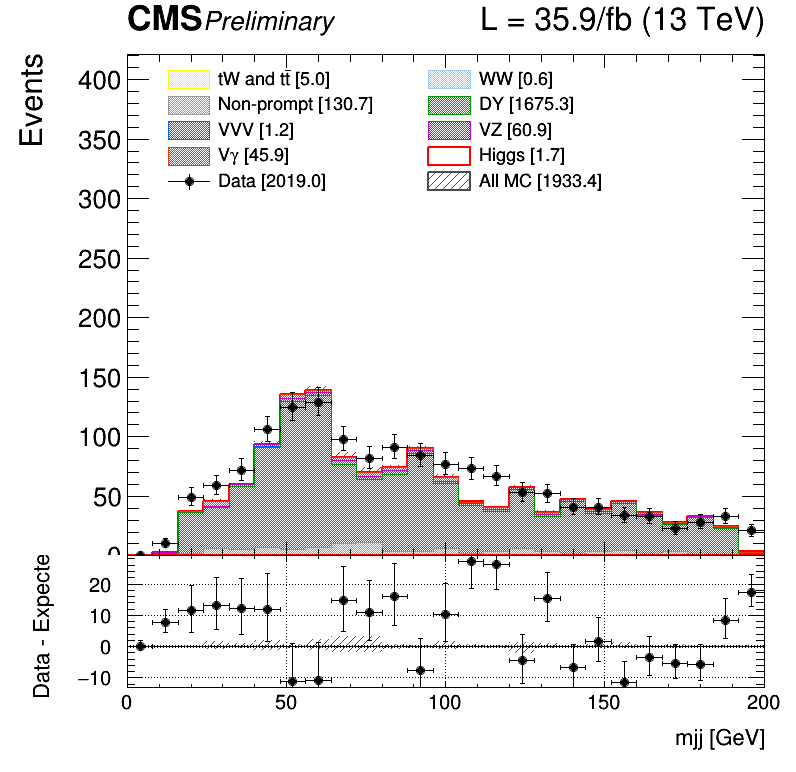 CMS Preliminary L = 35.9/fb (13 TeV)
Events
400
350
300
250
200
150
100
50
0
tW and tt̄ [5.0]
WW [0.6]
Non-prompt [130.7]
DY [1675.3]
VVV [1.2]
VZ [60.9]
Vγ [45.9]
Higgs [1.7]
Data [2019.0]
All MC [1933.4]
Data - Expecte
20
10
0
−10
0 50 100 150 200
mjj [GeV]